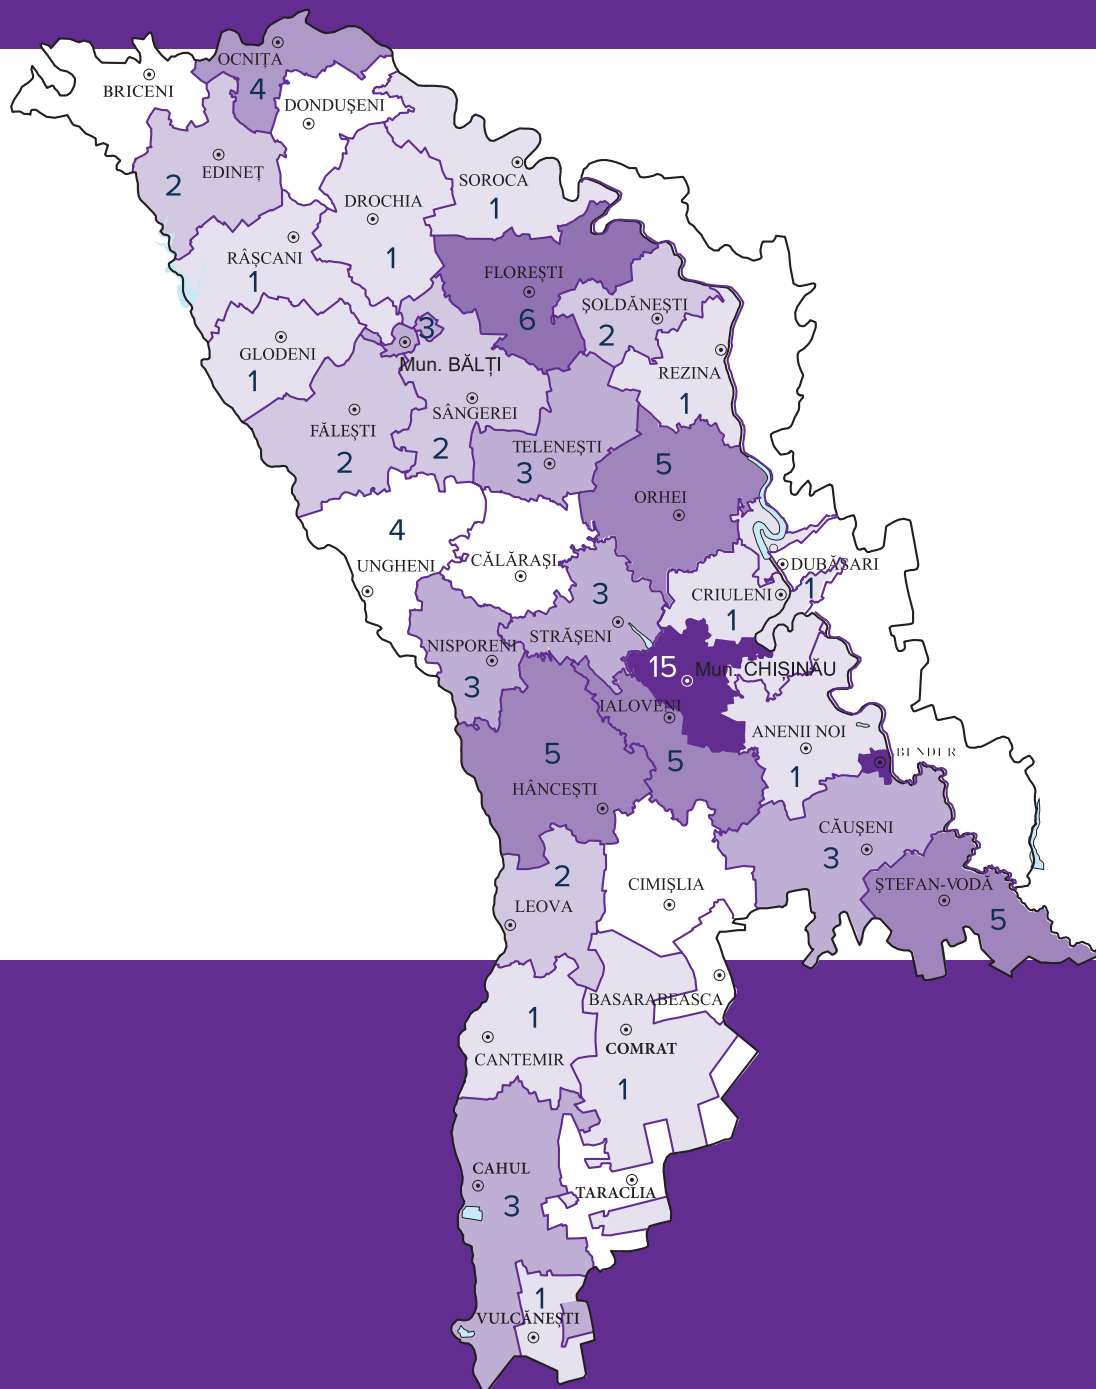 OCNIȚA
BRICENI
4
DONDUȘENI
EDINEȚ
2
SOROCA
1
DROCHIA
1
RÂȘCANI
1
FLOREȘTI
6
ȘOLDĂNEȘTI
2
3
Mun. BĂLȚI
GLODENI
1
REZINA
1
SÂNGEREI
2
FĂLEȘTI
2
TELENEȘTI
3
5
ORHEI
4
UNGHENI
CĂLĂRAȘI
DUBĂSARI
1
CRIULENI
1
3
STRĂȘENI
NISPORENI
3
15
Mun. CHIȘINĂU
IALOVENI
5
ANENII NOI
1
BENDER
5
HÂNCEȘTI
CĂUȘENI
3
ȘTEFAN-VODĂ
5
2
LEOVA
CIMIȘLIA
BASARABEASCA
1
CANTEMIR
COMRAT
1
CAHUL
3
TARACLIA
1
VULCĂNEȘTI